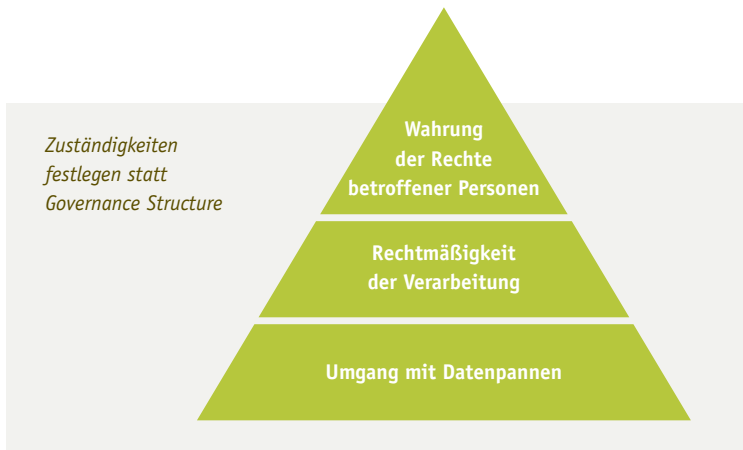 Zuständigkeiten
festlegen statt
Governance Structure
Wahrung
der Rechte
betroffener Personen
Rechtmäßigkeit
der Verarbeitung
Umgang mit Datenpannen